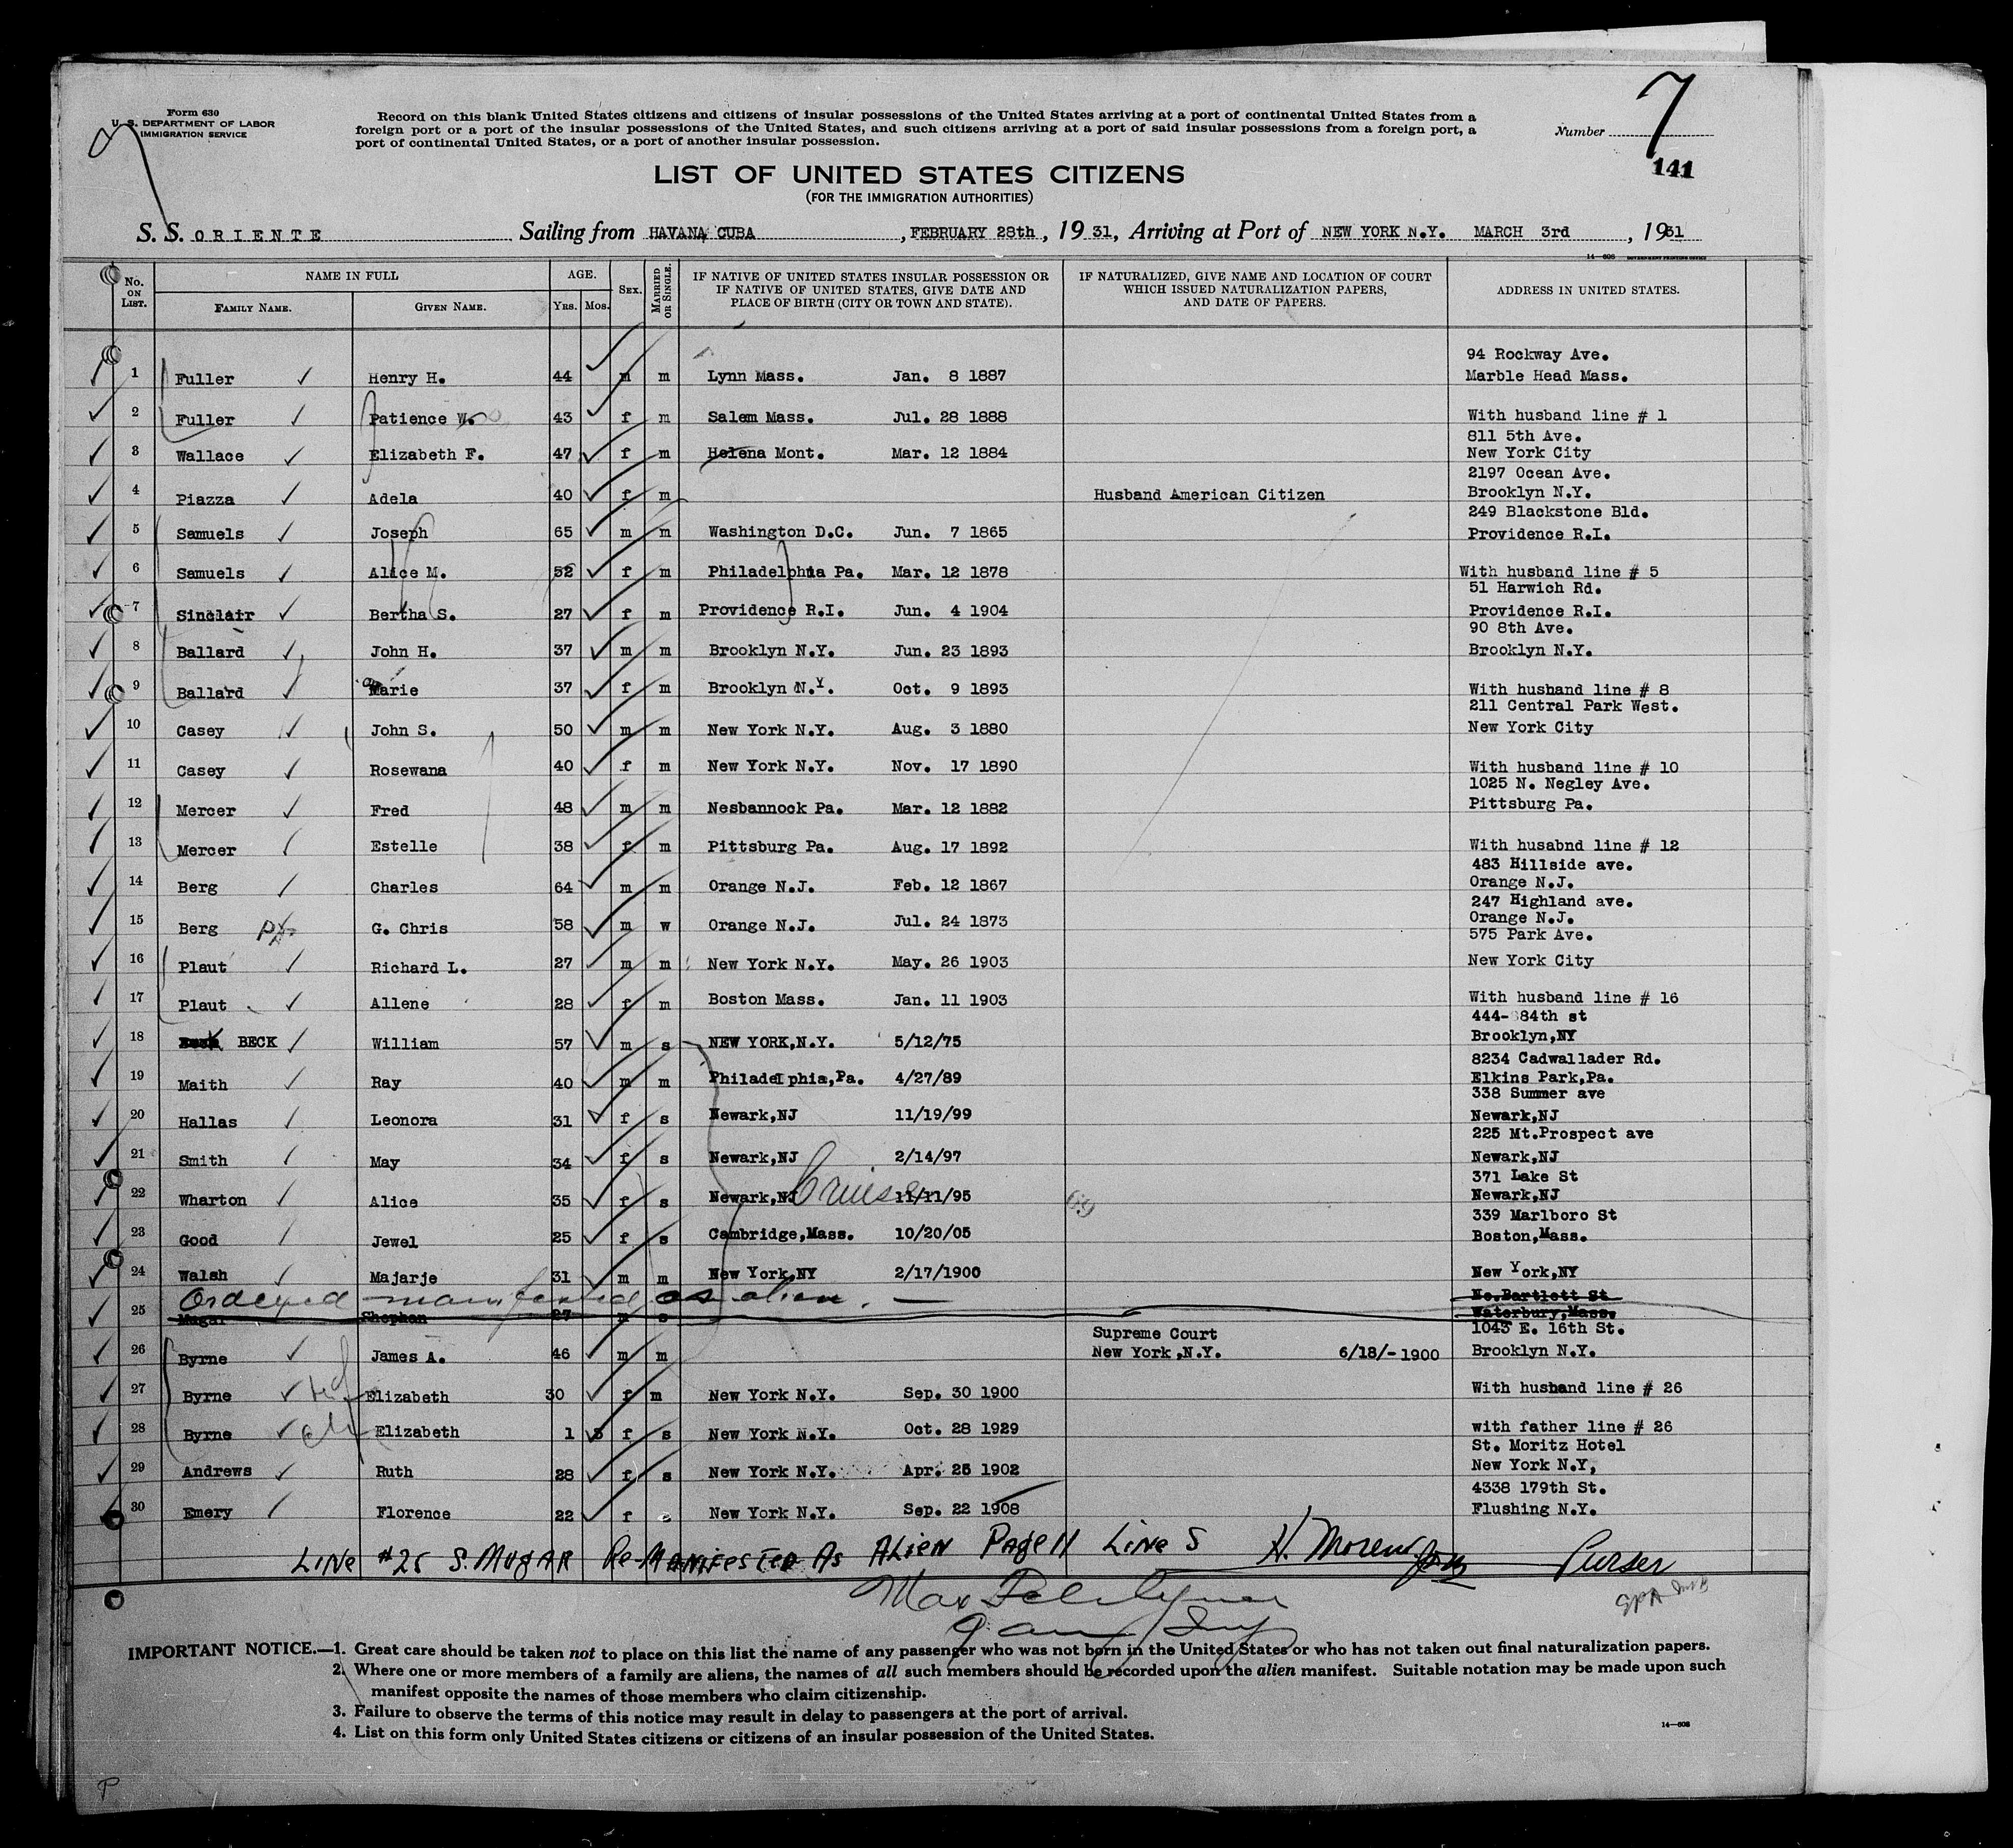 Form 630
U. S. DEPARTMENT OF LABOR
IMMIGRATION SERVICE
Record on this blank United States citizens and citizens of insular possessions of the United States arriving at a port of continental United States from a
foreign port or a port of the insular possessions of the United States, and such citizens arriving at a port of said insular possessions from a foreign port, a
port of continental United States, or a port of another insular possession.
Number 7
141
LIST OF UNITED STATES CITIZENS
(FOR THE IMMIGRATION AUTHORITIES)
S. S. ORIENTE Sailing from HAVANA, CUBA, FEBRUARY 28th, 1931, Arriving at Port of NEW YORK N.Y. MARCH 3rd, 1931
14—608 GOVERNMENT PRINTING OFFICE
No. ON LIST. NAME IN FULL FAMILY NAME. GIVEN NAME. AGE. YRS. MOS. SEX. MARRIED OR SINGLE. IF NATIVE OF UNITED STATES INSULAR POSSESSION OR IF NATIVE OF UNITED STATES, GIVE DATE AND PLACE OF BIRTH (CITY OR TOWN AND STATE). IF NATURALIZED, GIVE NAME AND LOCATION OF COURT WHICH ISSUED NATURALIZATION PAPERS, AND DATE OF PAPERS. ADDRESS IN UNITED STATES.
94 Rockway Ave.
1 Fuller Henry H. 44 m m Lynn Mass. Jan. 8 1887 Marble Head Mass.
2 Fuller Patience W. 43 f m Salem Mass. Jul. 28 1888 With husband line # 1
811 5th Ave.
3 Wallace Elizabeth F. 47 f m Helena Mont. Mar. 12 1884 New York City
2197 Ocean Ave.
4 Piazza Adela 40 f m Husband American Citizen Brooklyn N.Y.
249 Blackstone Bld.
5 Samuels Joseph 65 m m Washington D.C. Jun. 7 1865 Providence R.I.
6 Samuels Alice M. 52 f m Philadelphia Pa. Mar. 12 1878 With husband line # 5
51 Harwich Rd.
7 Sinclair Bertha S. 27 f m Providence R.I. Jun. 4 1904 Providence R.I.
90 8th Ave.
8 Ballard John H. 37 m m Brooklyn N.Y. Jun. 23 1893 Brooklyn N.Y.
9 Ballard Marie 37 f m Brooklyn N.Y. Oct. 9 1893 With husband line # 8
211 Central Park West.
10 Casey John S. 50 m m New York N.Y. Aug. 3 1880 New York City
11 Casey Rosewana 40 f m New York N.Y. Nov. 17 1890 With husband line # 10
1025 N. Negley Ave.
12 Mercer Fred 48 m m Nesbannock Pa. Mar. 12 1882 Pittsburg Pa.
13 Mercer Estelle 38 f m Pittsburg Pa. Aug. 17 1892 With husabnd line # 12
483 Hillside ave.
14 Berg Charles 64 m m Orange N.J. Feb. 12 1867 Orange N.J.
247 Highland ave.
15 Berg G. Chris 58 m w Orange N.J. Jul. 24 1873 Orange N.J.
575 Park Ave.
16 Plaut Richard L. 27 m m New York N.Y. May. 26 1903 New York City
17 Plaut Allene 28 f m Boston Mass. Jan. 11 1903 With husband line # 16
444- 84th st
18 BECK William 57 m s NEW YORK,N.Y. 5/12/75 Brooklyn,NY
8234 Cadwallader Rd.
19 Maith Ray 40 m m Philadelphia,Pa. 4/27/89 Elkins Park,Pa.
338 Summer ave
20 Hallas Leonora 31 f s Newark,NJ 11/19/99 Newark,NJ
225 Mt.Prospect ave
21 Smith May 34 f s Newark,NJ 2/14/97 Newark,NJ
371 Lake St
22 Wharton Alice 35 f s Newark,NJ Cruise 11/11/95 69 Newark,NJ
339 Marlboro St
23 Good Jewel 25 f s Cambridge,Mass. 10/20/05 Boston,Mass.
24 Walsh Majarje 31 m m New York,NY 2/17/1900 New York,NY
Ordered manifested as alien.
No.Bartlett St
25 Mugar Shephan 27 m s Waterbury,Mass.
Supreme Court 1043 E. 16th St.
26 Byrne James A. 46 m m New York,N.Y. 6/18/-1900 Brooklyn N.Y.
27 Byrne Elizabeth 30 f m New York N.Y. Sep. 30 1900 With husband line # 26
28 Byrne Elizabeth 1 3 f s New York N.Y. Oct. 28 1929 with father line # 26
St. Moritz Hotel
29 Andrews Ruth 28 f s New York N.Y. Apr. 25 1902 New York N.Y,
4338 179th St.
30 Emery Florence 22 f s New York N.Y. Sep. 22 1908 Flushing N.Y.
LINE #25 S. MUGAR Re-MANIFESTED As ALIEN PAGE 11 LINE 5 H. Moreno Purser
IMPORTANT NOTICE.—1. Great care should be taken not to place on this list the name of any passenger who was not born in the United States or who has not taken out final naturalization papers.
2. Where one or more members of a family are aliens, the names of all such members should be recorded upon the alien manifest. Suitable notation may be made upon such
manifest opposite the names of those members who claim citizenship.
3. Failure to observe the terms of this notice may result in delay to passengers at the port of arrival.
4. List on this form only United States citizens or citizens of an insular possession of the United States.
14—608
P